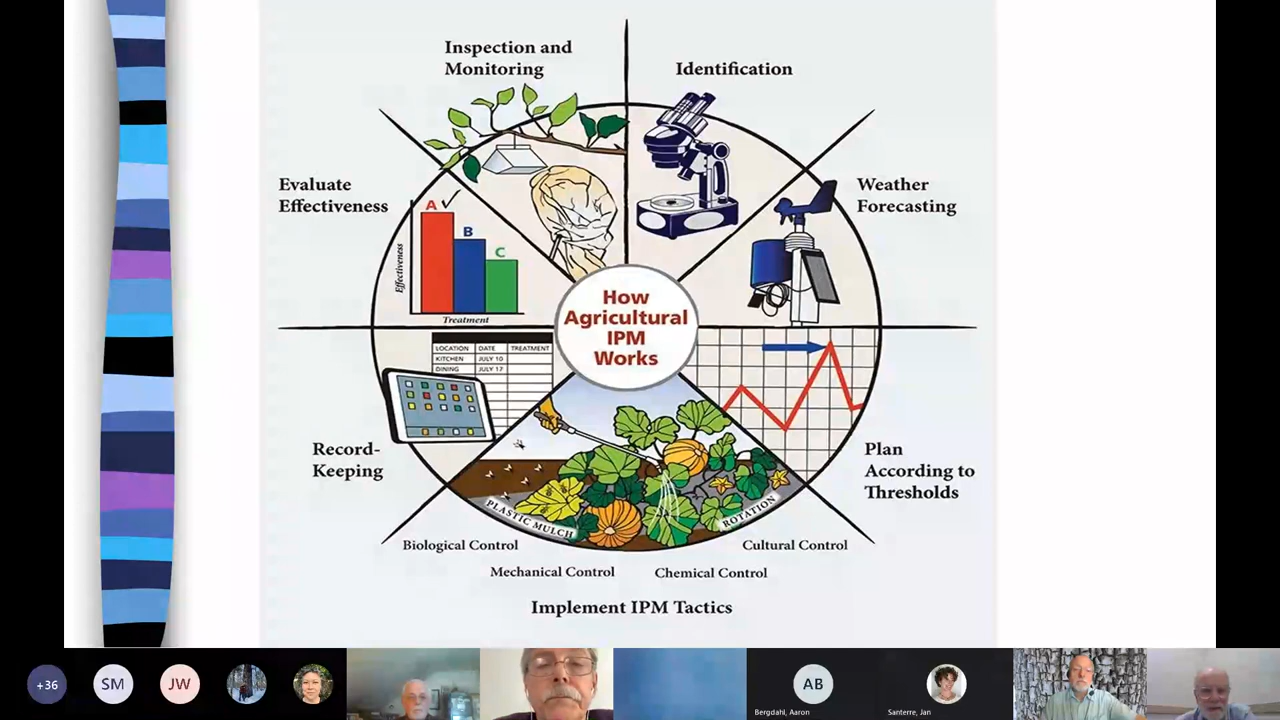 Inspection and
Monitoring
Identification
Evaluate
Effectiveness
Weather
Forecasting
A
B
C
Effectiveness
Treatment
How
Agricultural
IPM
Works
LOCATION DATE TREATMENT
KITCHEN JULY 10
DINING JULY 17
Record-
Keeping
Plan
According to
Thresholds
PLASTIC MULCH
ROTATION
Biological Control
Cultural Control
Mechanical Control
Chemical Control
Implement IPM Tactics
+36
SM
JW
AB
Bergdahl, Aaron
Santerre, Jan